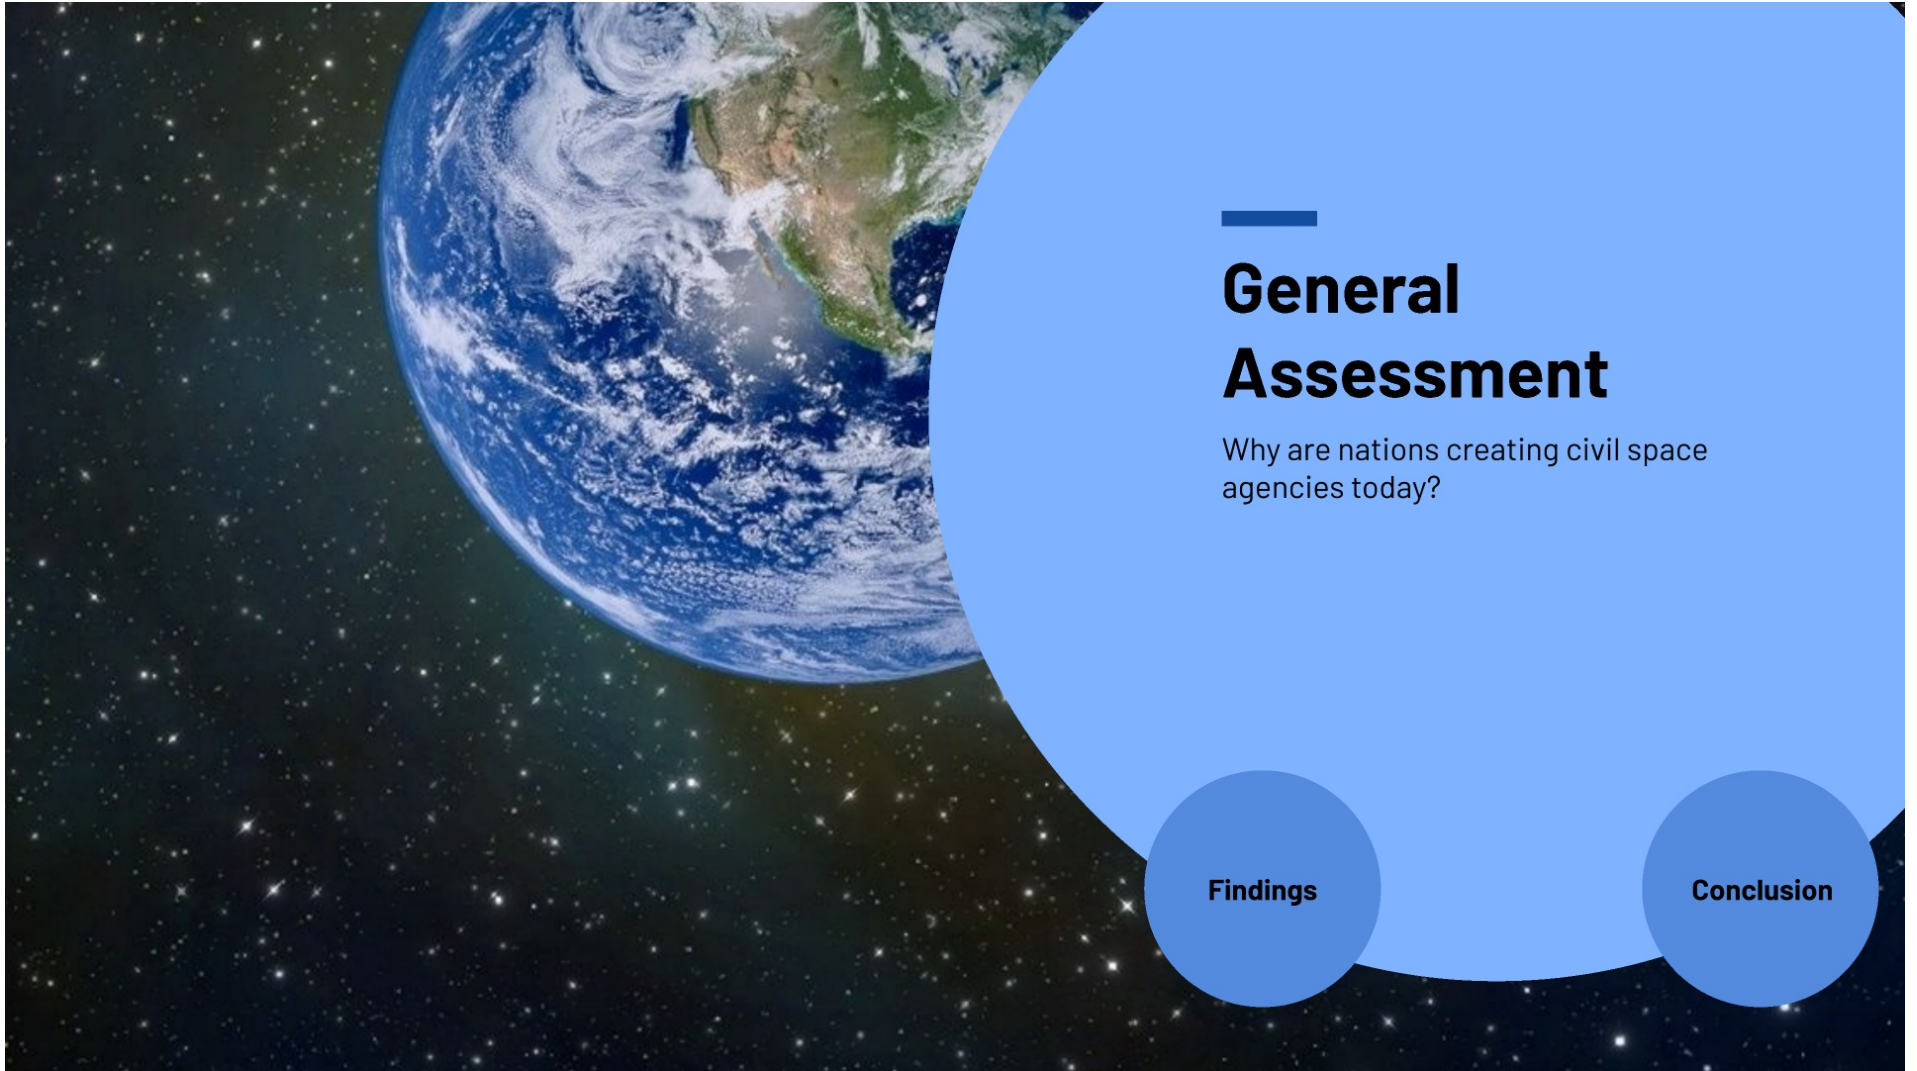 General
Assessment
Why are nations creating civil space
agencies today?
Findings
Conclusion